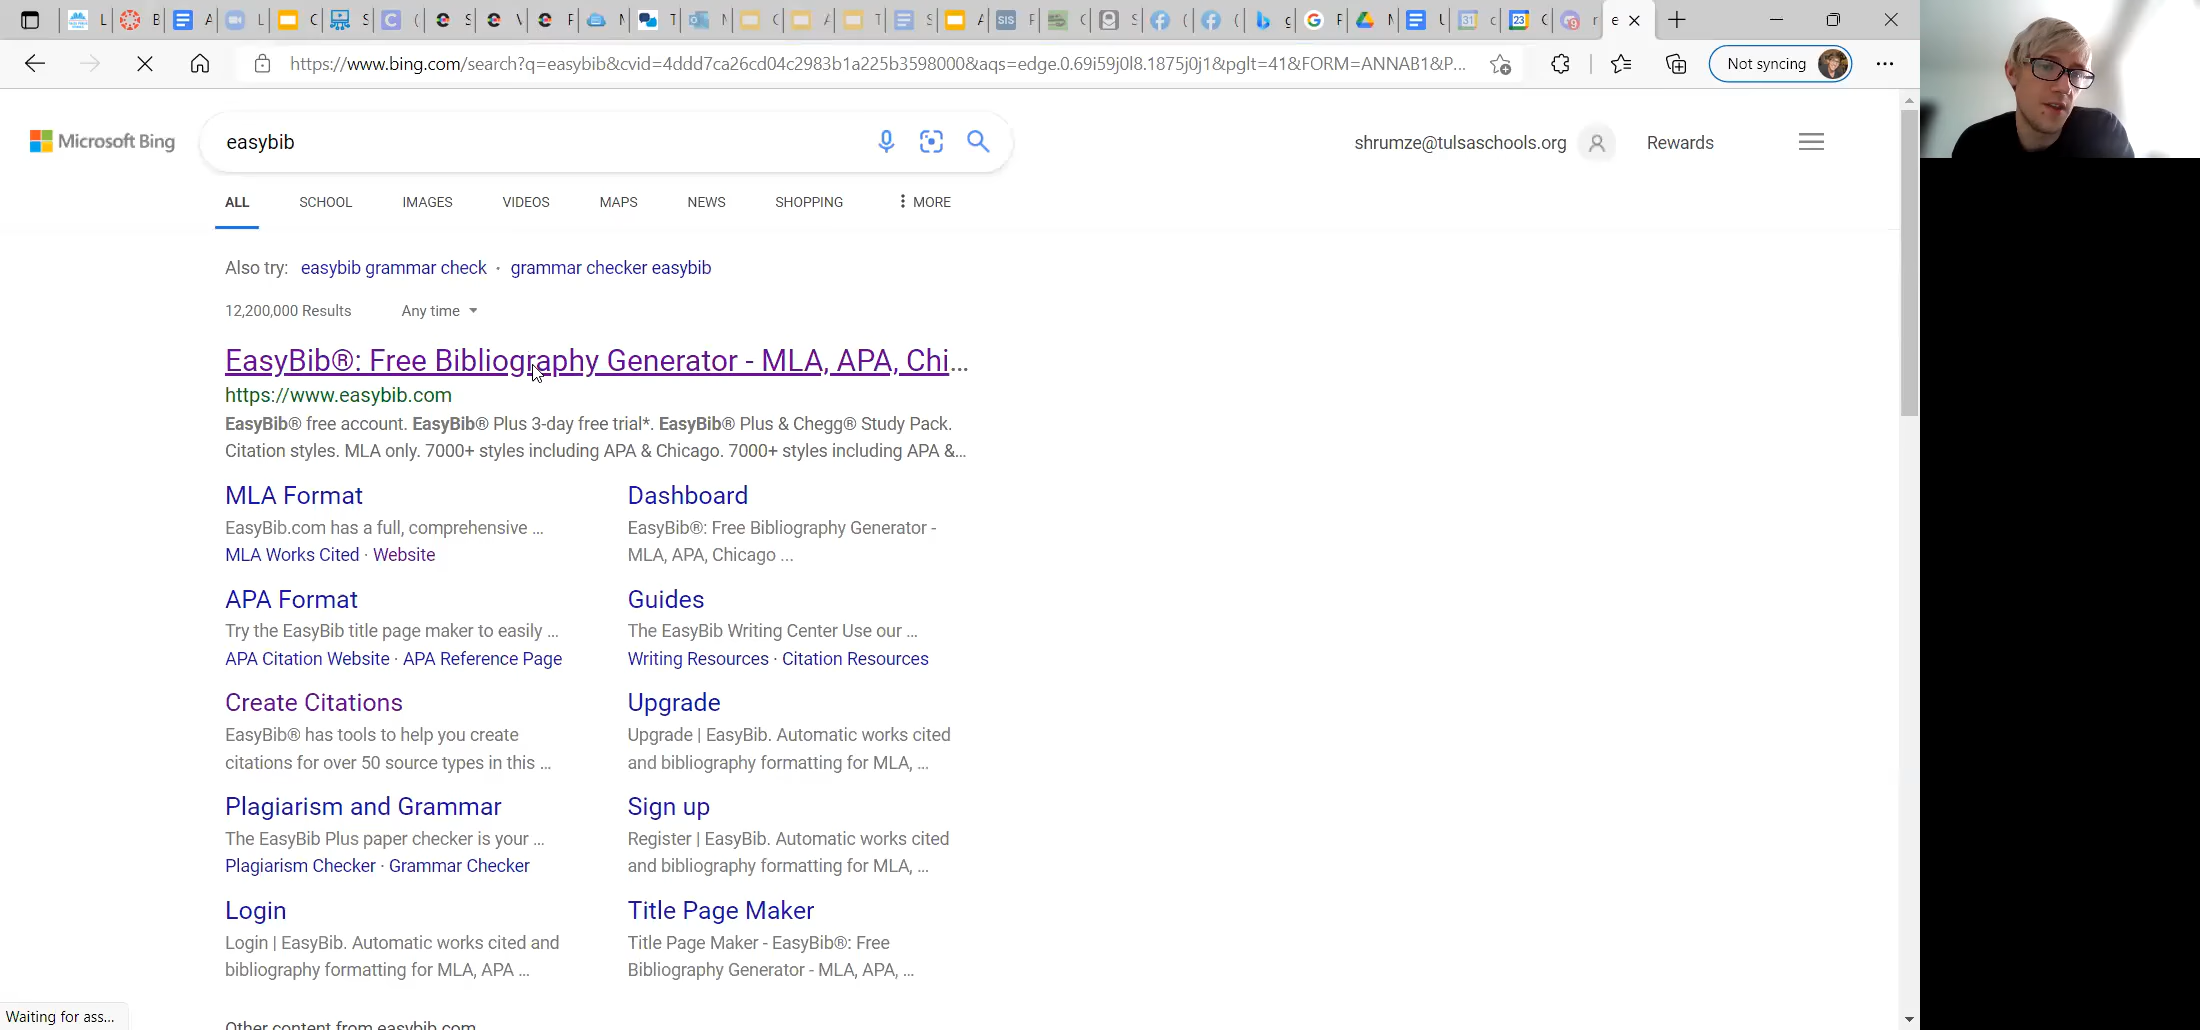 L
B
A
L
C
S
C
(
S
V
F
N
T
N
C
A
T
S
A
SIS F
C
S
(
(
g
F
N
U
31 c
23 C
r
e
https://www.bing.com/search?q=easybib&cvid=4ddd7ca26cd04c2983b1a225b3598000&aqs=edge.0.69i59j0l8.1875j0j1&pglt=41&FORM=ANNAB1&P...
Not syncing
Microsoft Bing
easybib
shrumze@tulsaschools.org
Rewards
ALL SCHOOL IMAGES VIDEOS MAPS NEWS SHOPPING MORE
Also try: easybib grammar check · grammar checker easybib
12,200,000 Results Any time
EasyBib®: Free Bibliography Generator - MLA, APA, Chi...
https://www.easybib.com
EasyBib® free account. EasyBib® Plus 3-day free trial*. EasyBib® Plus & Chegg® Study Pack.
Citation styles. MLA only. 7000+ styles including APA & Chicago. 7000+ styles including APA &...
MLA Format
EasyBib.com has a full, comprehensive ...
MLA Works Cited · Website
Dashboard
EasyBib®: Free Bibliography Generator -
MLA, APA, Chicago ...
APA Format
Try the EasyBib title page maker to easily ...
APA Citation Website · APA Reference Page
Guides
The EasyBib Writing Center Use our ...
Writing Resources · Citation Resources
Create Citations
EasyBib® has tools to help you create
citations for over 50 source types in this ...
Upgrade
Upgrade | EasyBib. Automatic works cited
and bibliography formatting for MLA, ...
Plagiarism and Grammar
The EasyBib Plus paper checker is your ...
Plagiarism Checker · Grammar Checker
Sign up
Register | EasyBib. Automatic works cited
and bibliography formatting for MLA, ...
Login
Login | EasyBib. Automatic works cited and
bibliography formatting for MLA, APA ...
Title Page Maker
Title Page Maker - EasyBib®: Free
Bibliography Generator - MLA, APA, ...
Other content from easybib.com
Waiting for ass...